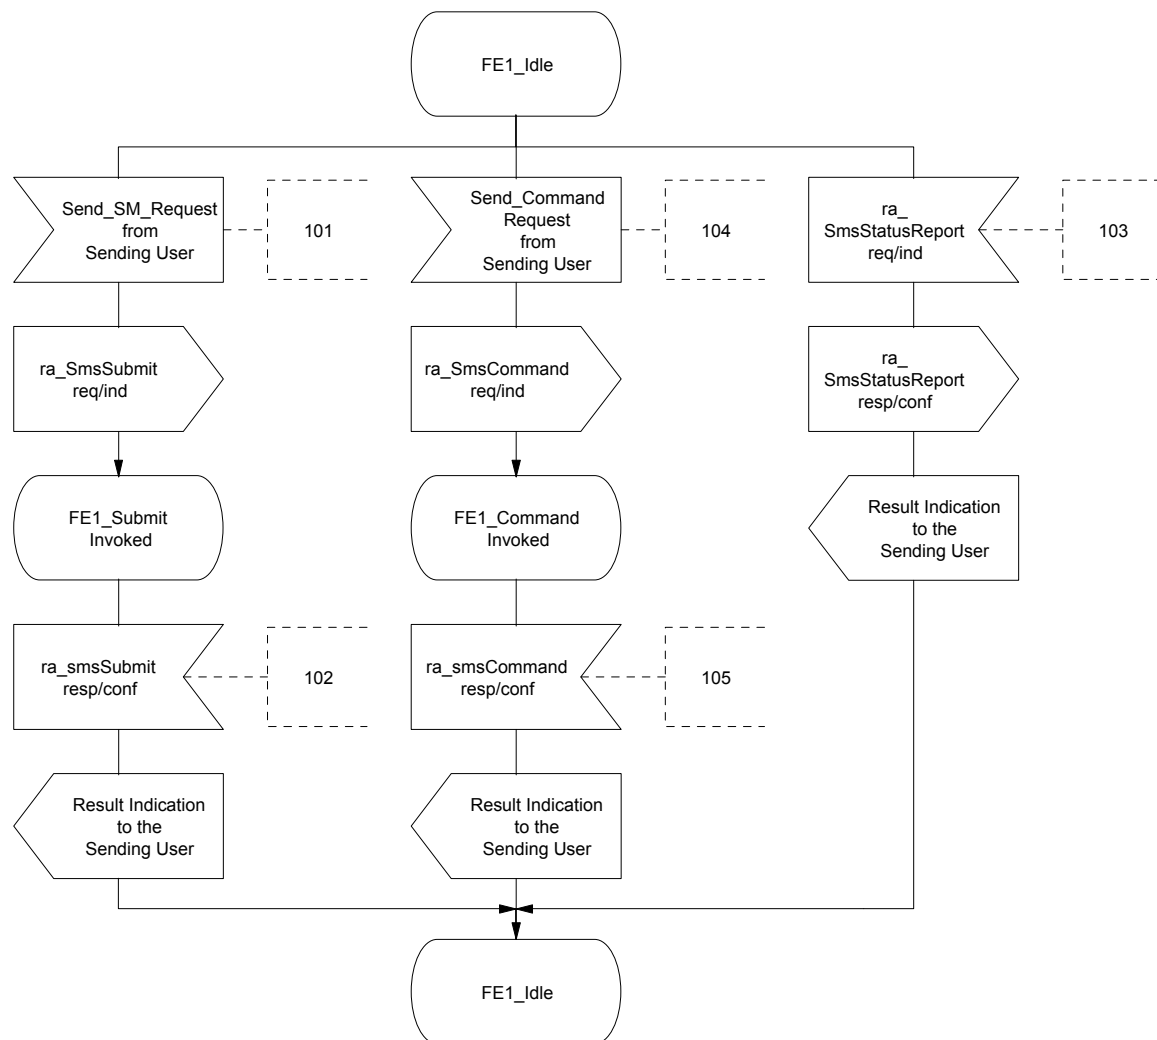 FE1_Idle
Send_SM_Request
from
Sending User
101
Send_Command
Request
from
Sending User
104
ra_
SmsStatusReport
req/ind
103
ra_SmsSubmit
req/ind
ra_SmsCommand
req/ind
ra_
SmsStatusReport
resp/conf
FE1_Submit
Invoked
FE1_Command
Invoked
Result Indication
to the
Sending User
ra_smsSubmit
resp/conf
102
ra_smsCommand
resp/conf
105
Result Indication
to the
Sending User
Result Indication
to the
Sending User
FE1_Idle